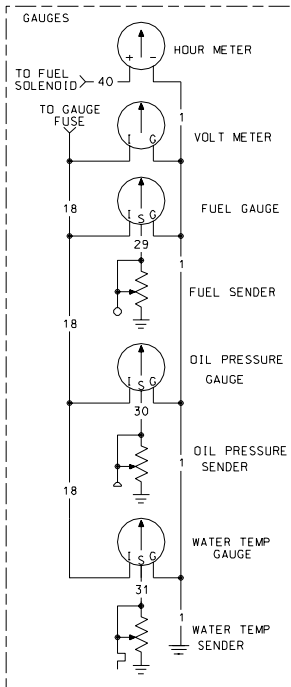 GAUGES
+ -
HOUR METER
TO FUEL
SOLENOID
40
TO GAUGE
FUSE
1
I G
VOLT METER
18
I S G
FUEL GAUGE
29
1
FUEL SENDER
18
I S G
OIL PRESSURE
GAUGE
30
OIL PRESSURE
SENDER
1
18
I S G
WATER TEMP
GAUGE
31
1
WATER TEMP
SENDER